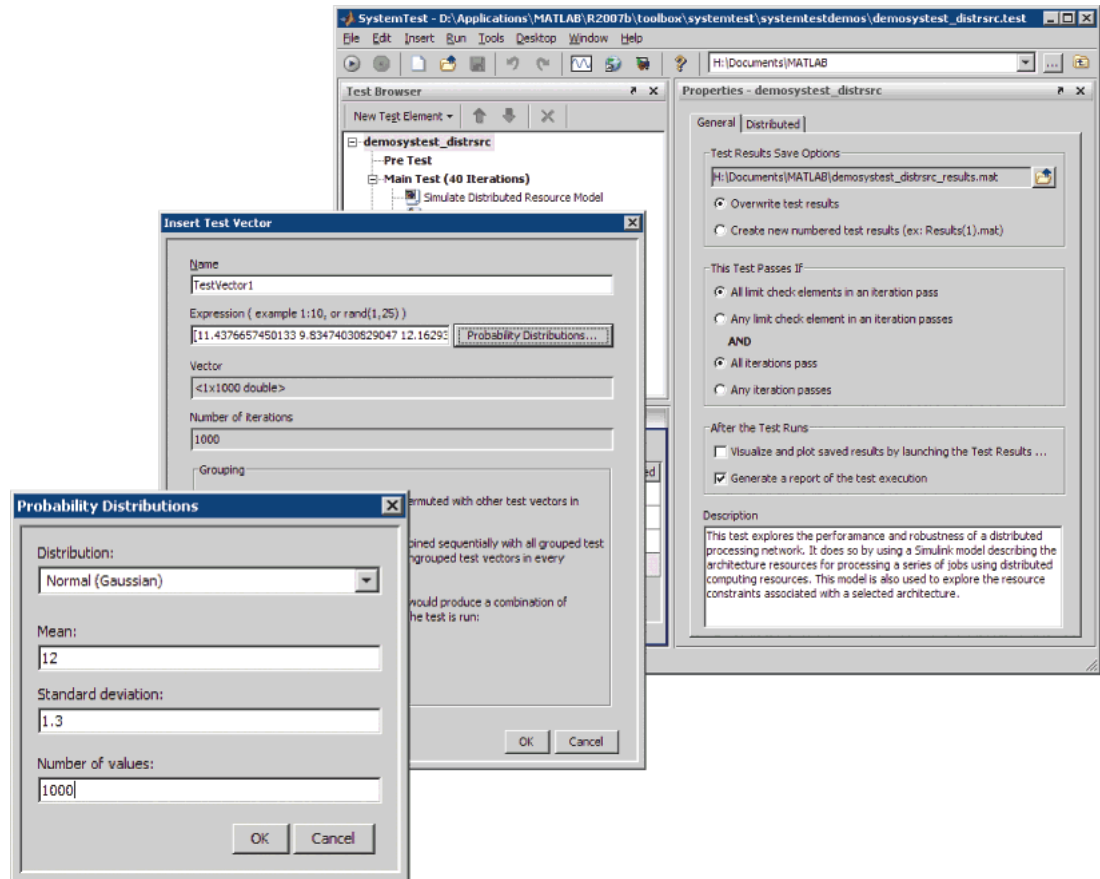 SystemTest - D:\Applications\MATLAB\R2007b\toolbox\systemtest\systemtestdemos\demosystest_distrsrc.test
File Edit Insert Run Tools Desktop Window Help
H:\Documents\MATLAB
...
Test Browser
New Test Element
demosystest_distrsrc
Pre Test
Main Test (40 Iterations)
Simulate Distributed Resource Model
Properties - demosystest_distrsrc
General Distributed
Test Results Save Options
H:\Documents\MATLAB\demosystest_distrsrc_results.mat
Overwrite test results
Create new numbered test results (ex: Results(1).mat)
This Test Passes If
All limit check elements in an iteration pass
Any limit check element in an iteration passes
AND
All iterations pass
Any iteration passes
After the Test Runs
Visualize and plot saved results by launching the Test Results ...
Generate a report of the test execution
Description
This test explores the perforamance and robustness of a distributed
processing network. It does so by using a Simulink model describing the
architecture resources for processing a series of jobs using distributed
computing resources. This model is also used to explore the resource
constraints associated with a selected architecture.
Insert Test Vector
Name
TestVector1
Expression ( example 1:10, or rand(1,25) )
[11.4376657450133 9.83474030829047 12.16293 Probability Distributions...
Vector
<1x1000 double>
Number of iterations
1000
Grouping
ermuted with other test vectors in
bined sequentially with all grouped test
ngrouped test vectors in every
would produce a combination of
he test is run:
OK Cancel
ed
Probability Distributions
Distribution:
Normal (Gaussian)
Mean:
12
Standard deviation:
1.3
Number of values:
1000
OK Cancel